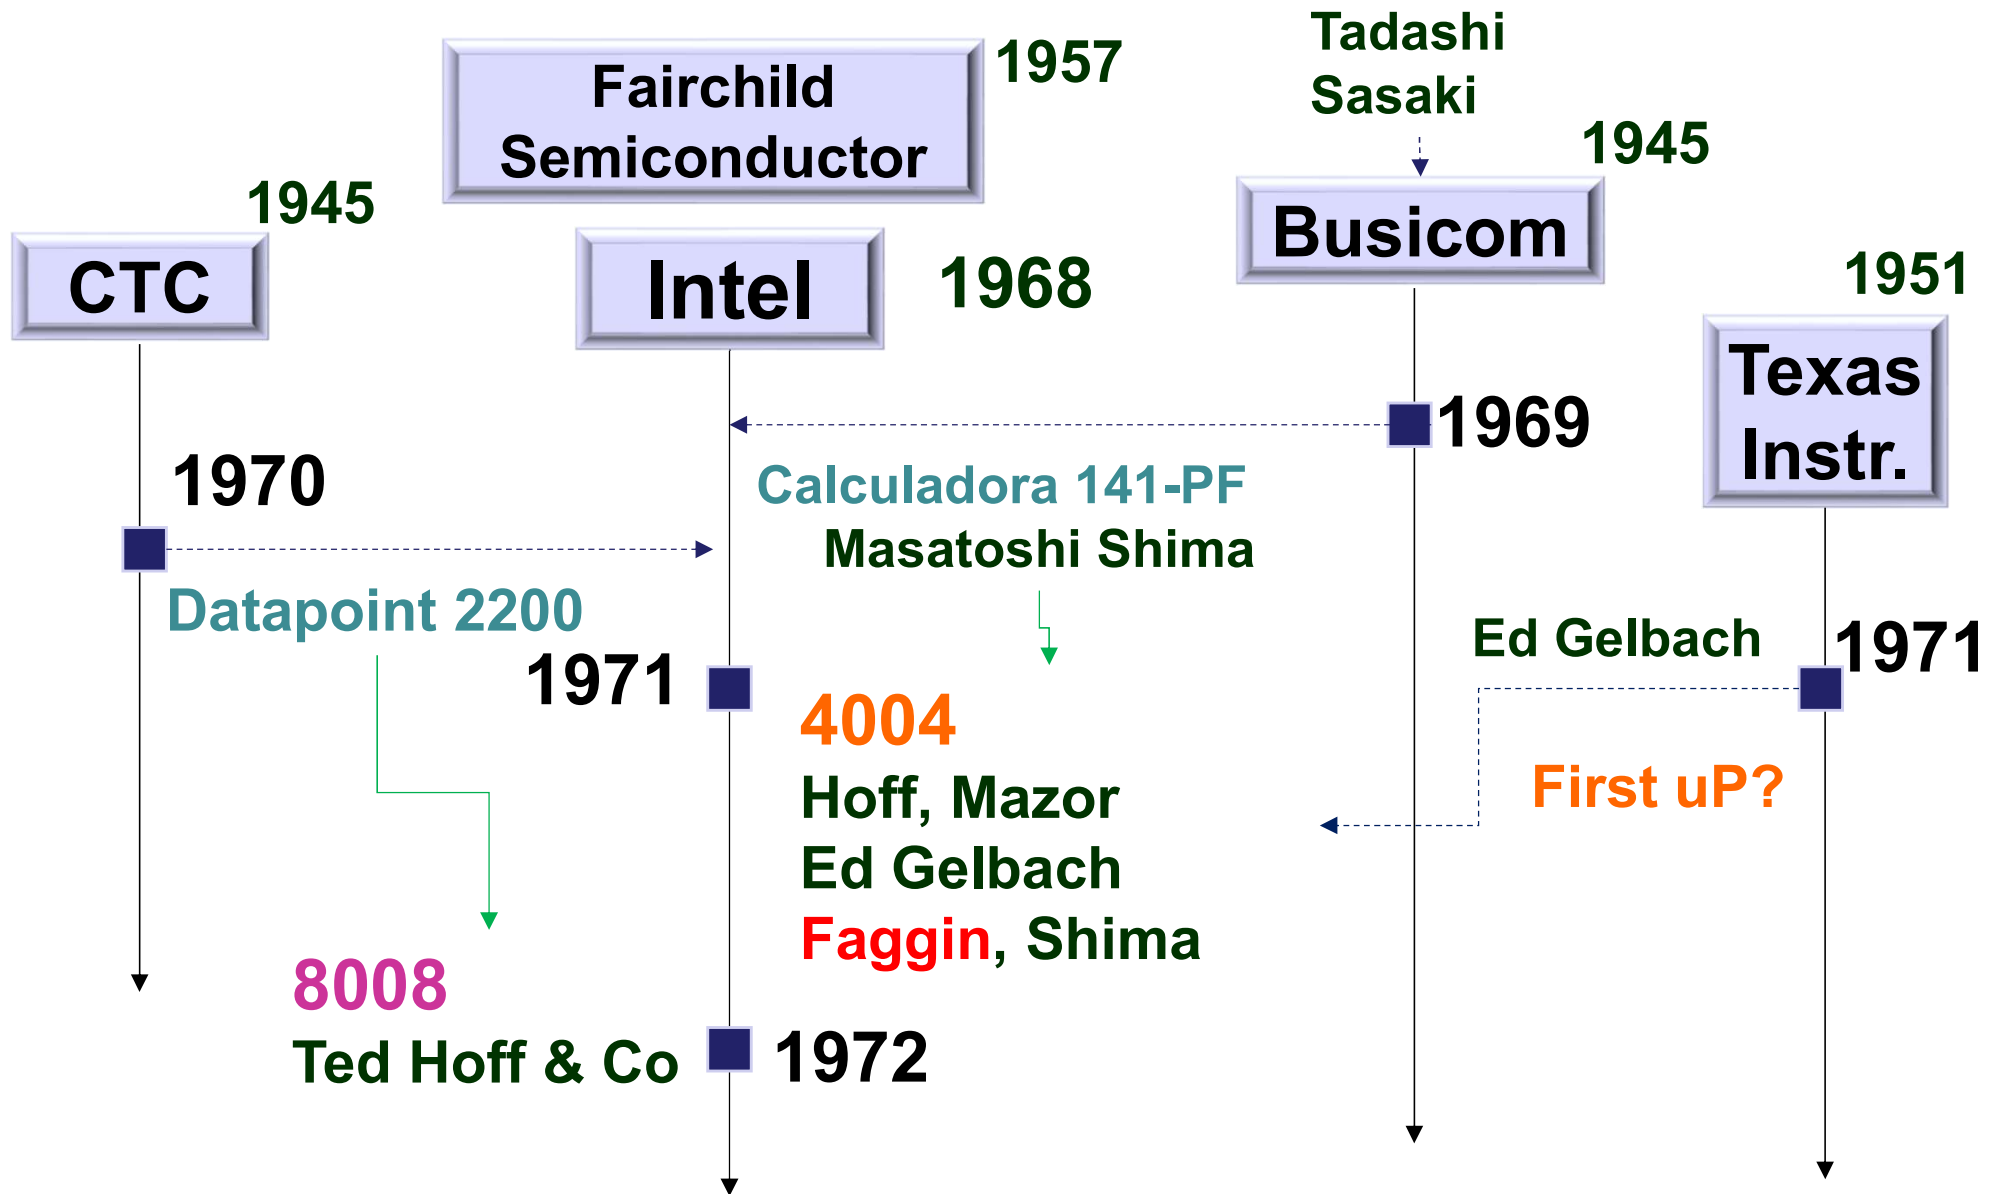 Tadashi
Sasaki
1957
Fairchild
Semiconductor
1945
1945
Busicom
CTC
Intel
1968
1951
Texas
Instr.
1969
1970
Calculadora 141-PF
Masatoshi Shima
Datapoint 2200
Ed Gelbach
1971
1971
4004
First uP?
Hoff, Mazor
Ed Gelbach
Faggin, Shima
8008
Ted Hoff & Co
1972